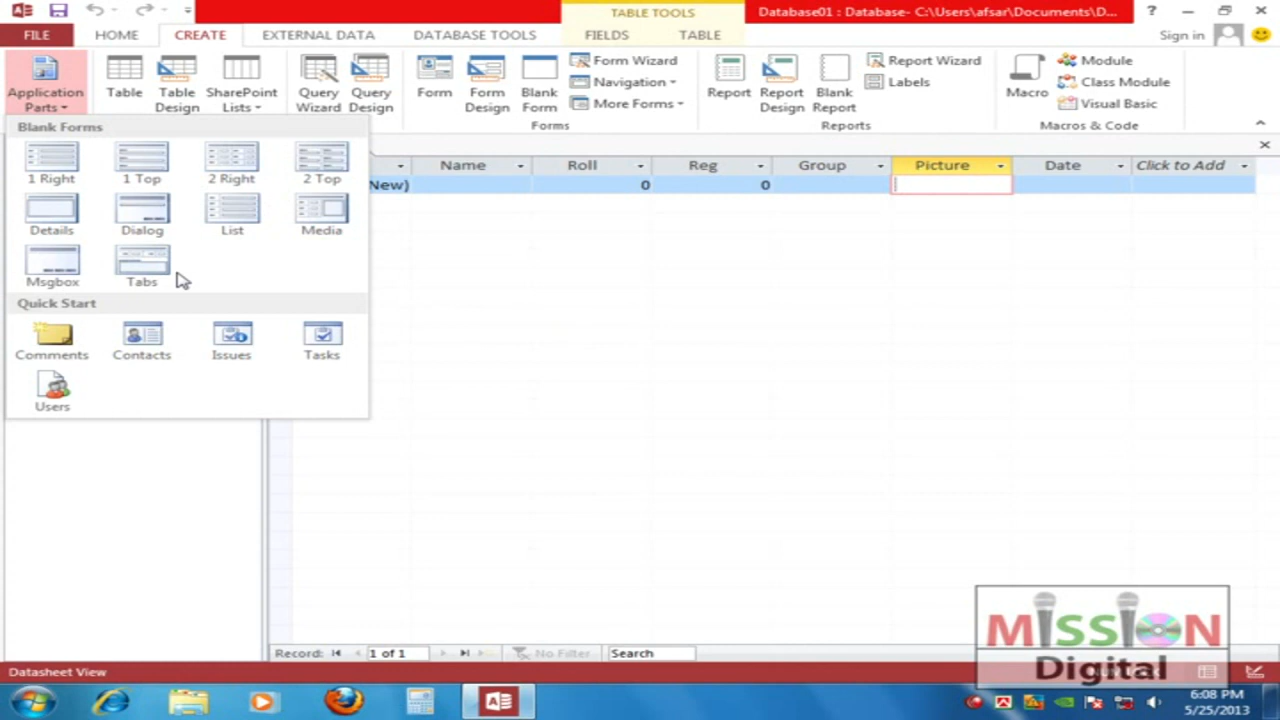 TABLE TOOLS
Database01 : Database- C:\Users\afsar\Documents\D...
?
FILE
HOME
CREATE
EXTERNAL DATA
DATABASE TOOLS
FIELDS
TABLE
Sign in
Application Parts
Table
Table Design
SharePoint Lists
Query Wizard
Query Design
Form
Form Design
Blank Form
Form Wizard
Navigation
More Forms
Forms
Report
Report Design
Blank Report
Report Wizard
Labels
Reports
Macro
Module
Class Module
Visual Basic
Macros & Code
Blank Forms
1 Right
1 Top
2 Right
2 Top
Details
Dialog
List
Media
Msgbox
Tabs
Quick Start
Comments
Contacts
Issues
Tasks
Users
Name
Roll
Reg
Group
Picture
Date
Click to Add
New)
0
0
Record:
1 of 1
No Filter
Search
MiSSiON
Digital
Datasheet View
6:08 PM
5/25/2013